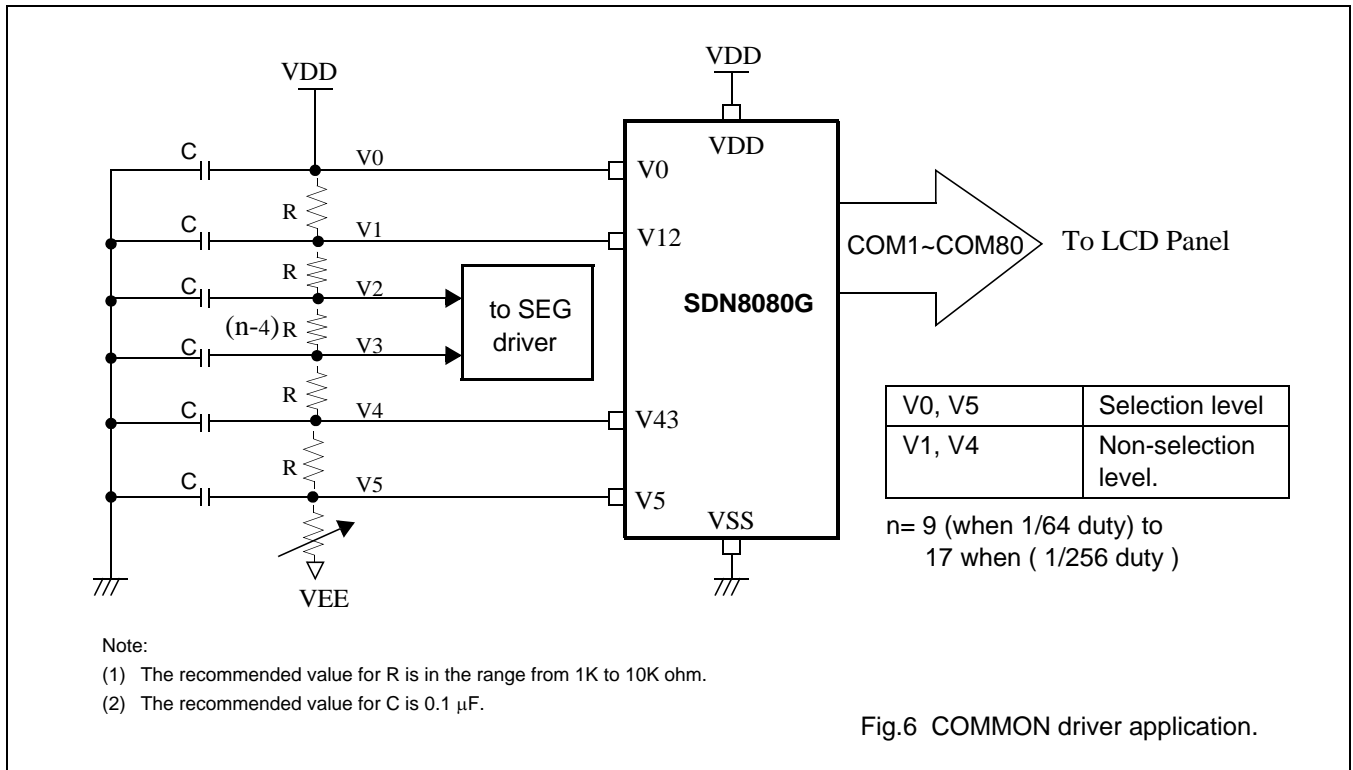 VDD
VDD
VDD
C
V0
V0
R
C
V1
V12
COM1~COM80
To LCD Panel
R
C
V2
to SEG
driver
SDN8080G
(n-4)R
C
V3
R
C
V4
V43
V0, V5 Selection level
V1, V4 Non-selection
level.
R
C
V5
V5
VSS
n= 9 (when 1/64 duty) to
17 when ( 1/256 duty )
VEE
Note:
(1) The recommended value for R is in the range from 1K to 10K ohm.
(2) The recommended value for C is 0.1 μF.
Fig.6 COMMON driver application.